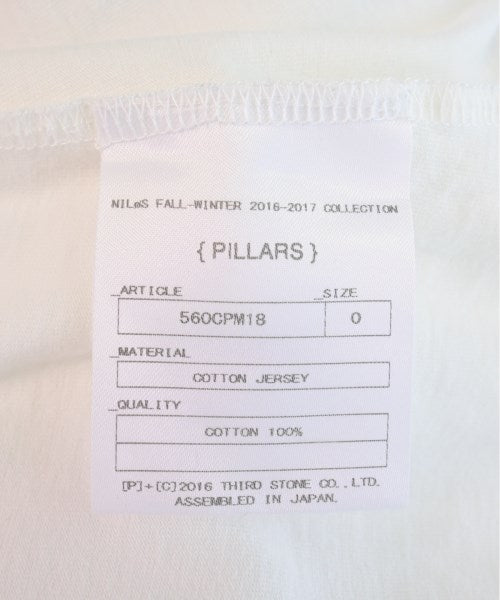 NILøS FALL-WINTER 2016-2017 COLLECTION
{ PILLARS }
_ARTICLE _SIZE
560CPM18 0
_MATERIAL
COTTON JERSEY
_QUALITY
COTTON 100%
[P]+[C]2016 THIRD STONE CO.,LTD.
ASSEMBLED IN JAPAN.